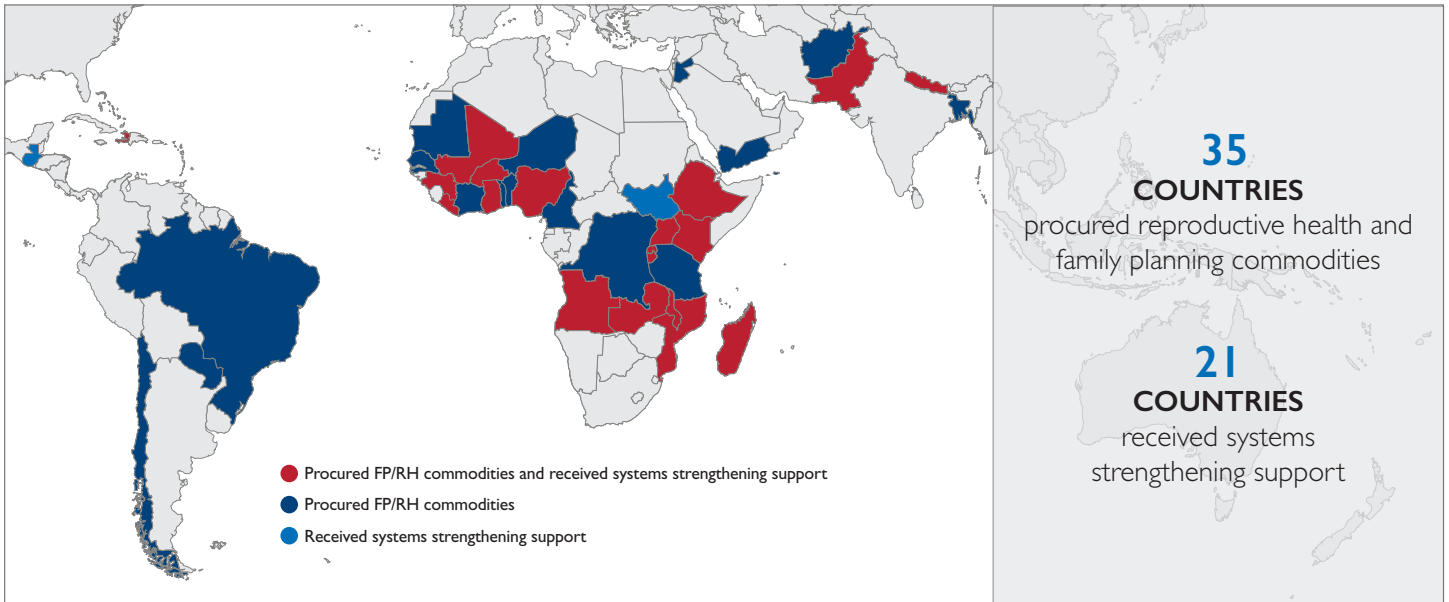 35
COUNTRIES
procured reproductive health and
family planning commodities
21
COUNTRIES
received systems
strengthening support
Procured FP/RH commodities and received systems strengthening support
Procured FP/RH commodities
Received systems strengthening support